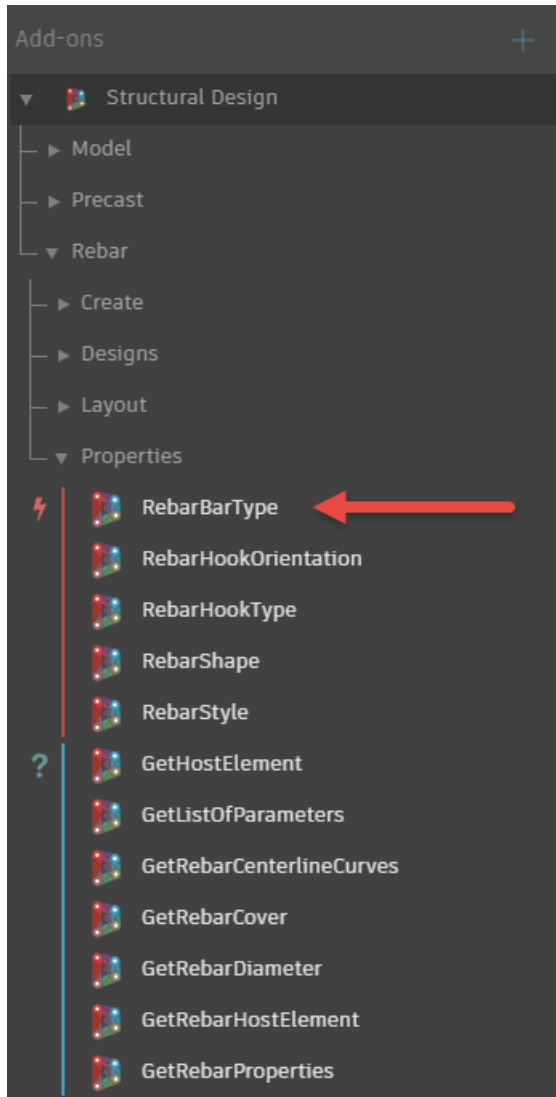 Add-ons
Structural Design
Model
Precast
Rebar
Create
Designs
Layout
Properties
RebarBarType
RebarHookOrientation
RebarHookType
RebarShape
RebarStyle
? GetHostElement
GetListOfParameters
GetRebarCenterlineCurves
GetRebarCover
GetRebarDiameter
GetRebarHostElement
GetRebarProperties